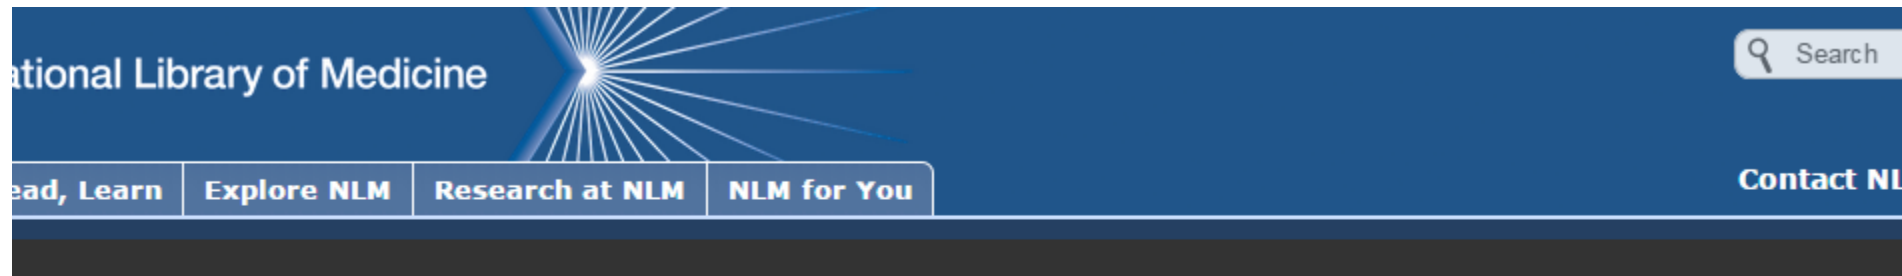 ational Library of Medicine
Search
ead, Learn
Explore NLM
Research at NLM
NLM for You
Contact NL